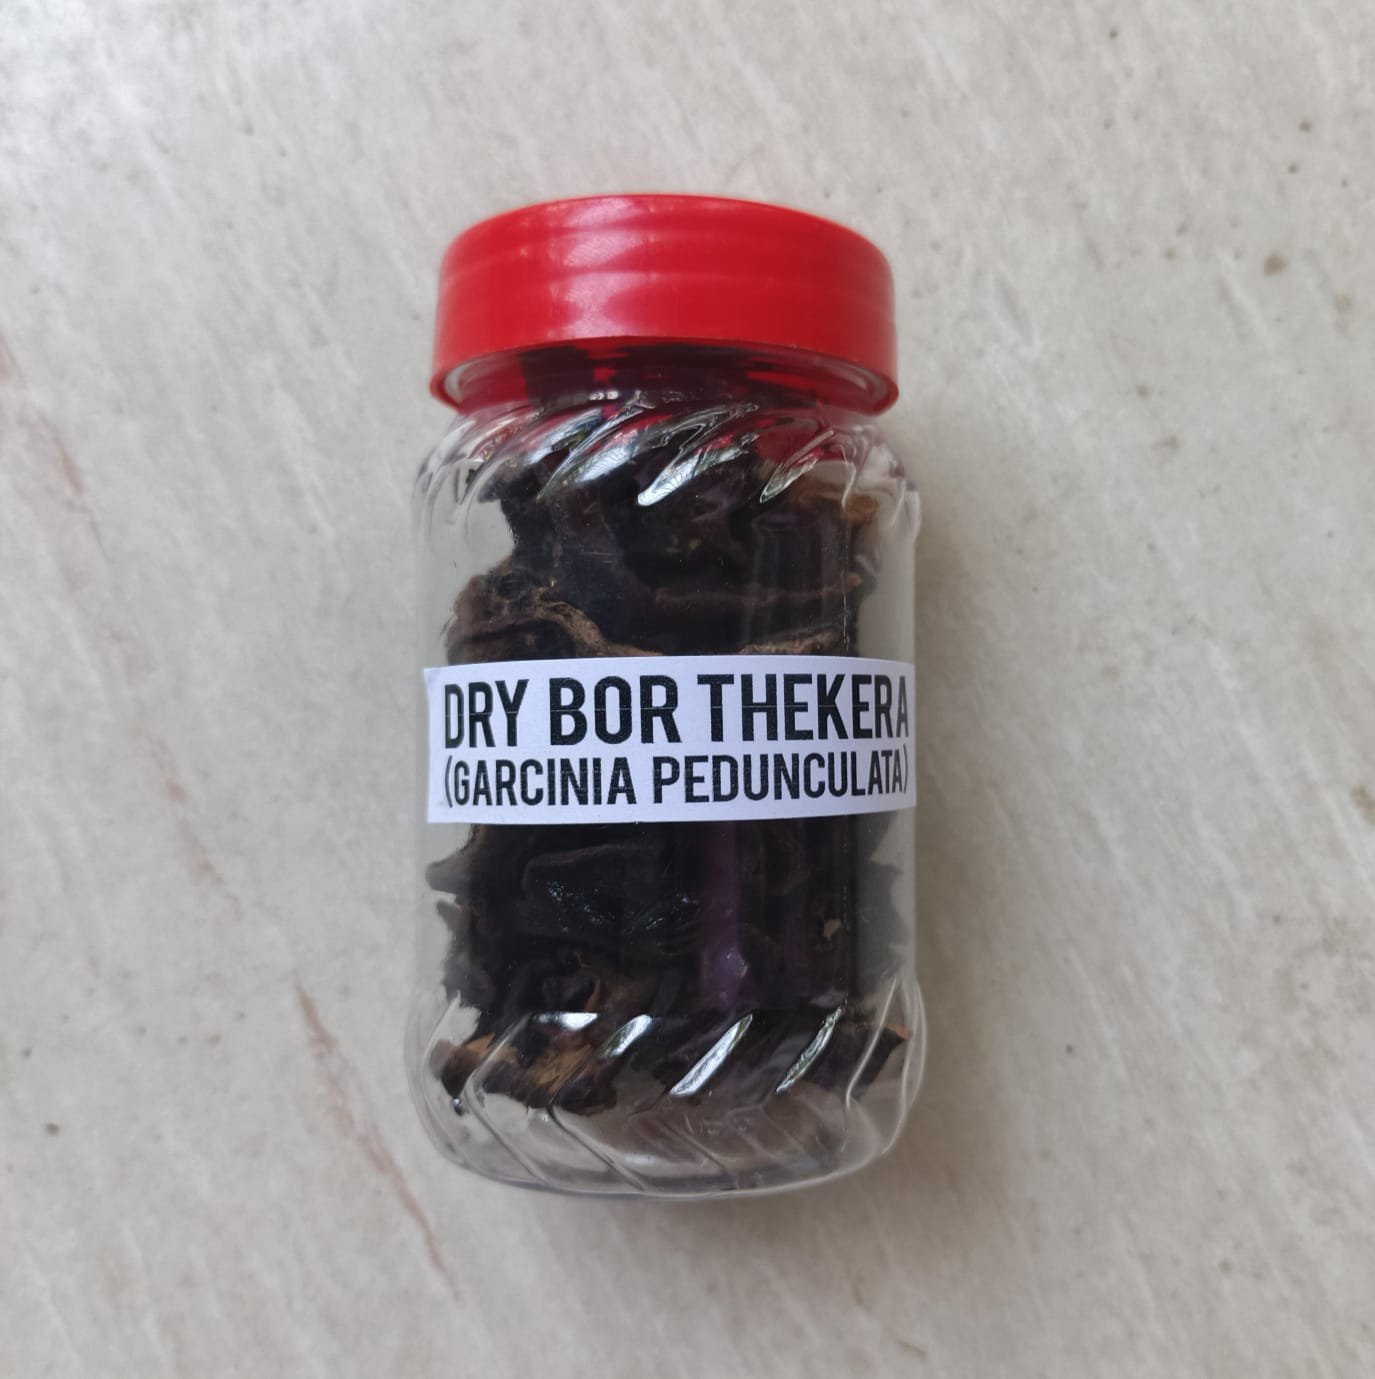 DRY BOR THEKERA
(GARCINIA PEDUNCULATA)